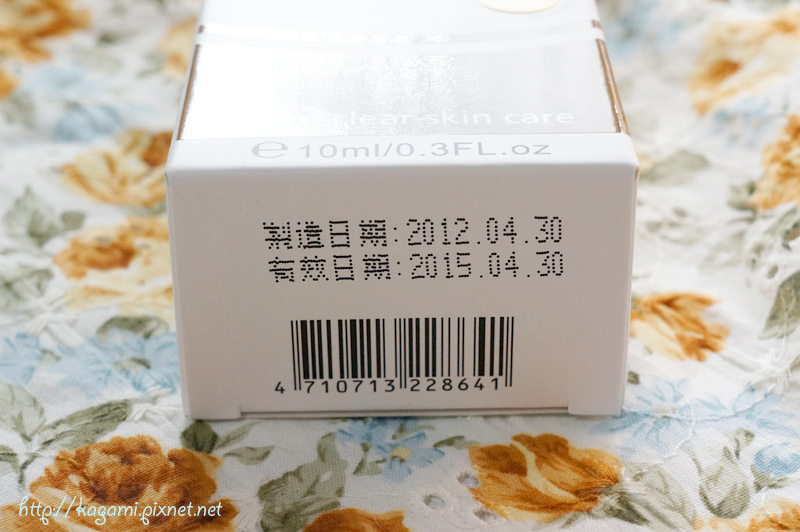 clear-skin care
℮ 10ml/0.3FL.oz
製造日期:2012.04.30
有效日期:2015.04.30
4 710713 228641
http://kagami.pixnet.net